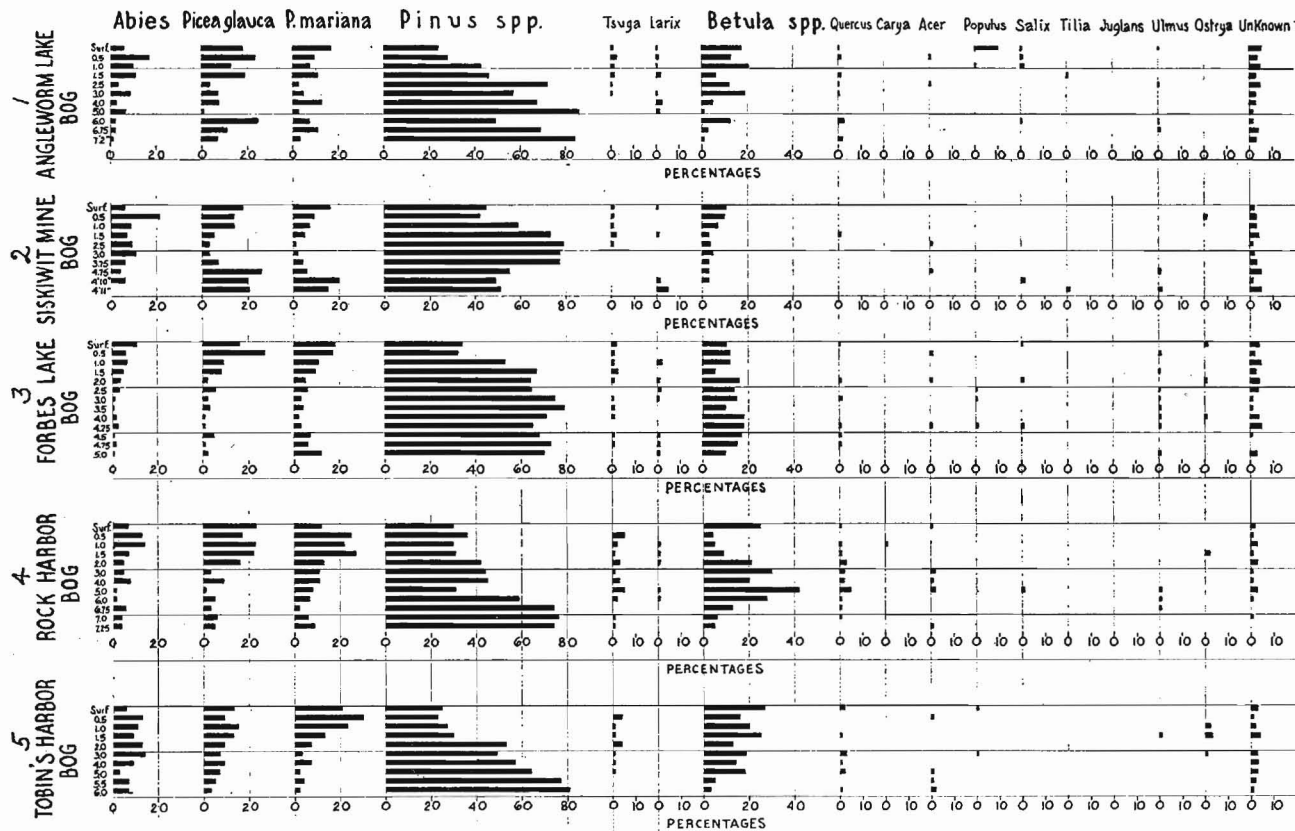 Abies Picea glauca P. mariana Pinus spp. Tsuga Larix Betula spp. Quercus Carya Acer Populus Salix Tilia Juglans Ulmus Ostrya UnKnown
1
ANGLEWORM LAKE
BOG
Surf.
0.5
1.0
1.5
2.5
3.0
4.0
5.0
6.0
6.75
7.2
0 20 0 20 0 20 0 20 40 60 80 0 10 0 10 0 20 40 0 10 0 10 0 10 0 10 0 10 0 10 0 10 0 10 0 10 0 10
PERCENTAGES
2
SISKIWIT MINE
BOG
Surf.
0.5
1.0
1.5
2.5
3.0
3.75
4.75
4'10"
4'11"
0 20 0 20 0 20 0 20 40 60 80 0 10 0 10 0 20 40 0 10 0 10 0 10 0 10 0 10 0 10 0 10 0 10 0 10 0 10
PERCENTAGES
3
FORBES LAKE
BOG
Surf.
0.5
1.0
1.5
2.0
2.5
3.0
3.5
4.0
4.25
4.5
4.75
5.0
0 20 0 20 0 20 0 20 40 60 80 0 10 0 10 0 20 40 0 10 0 10 0 10 0 10 0 10 0 10 0 10 0 10 0 10 0 10
PERCENTAGES
4
ROCK HARBOR
BOG
Surf.
0.5
1.0
1.5
2.0
3.0
4.0
5.0
6.0
6.75
7.0
7.25
0 20 0 20 0 20 0 20 40 60 80 0 10 0 10 0 20 40 0 10 0 10 0 10 0 10 0 10 0 10 0 10 0 10 0 10 0 10
PERCENTAGES
5
TOBIN'S HARBOR
BOG
Surf.
0.5
1.0
1.5
2.0
3.0
4.0
5.0
5.5
6.0
0 20 0 20 0 20 0 20 40 60 80 0 10 0 10 0 20 40 0 10 0 10 0 10 0 10 0 10 0 10 0 10 0 10 0 10 0 10
PERCENTAGES